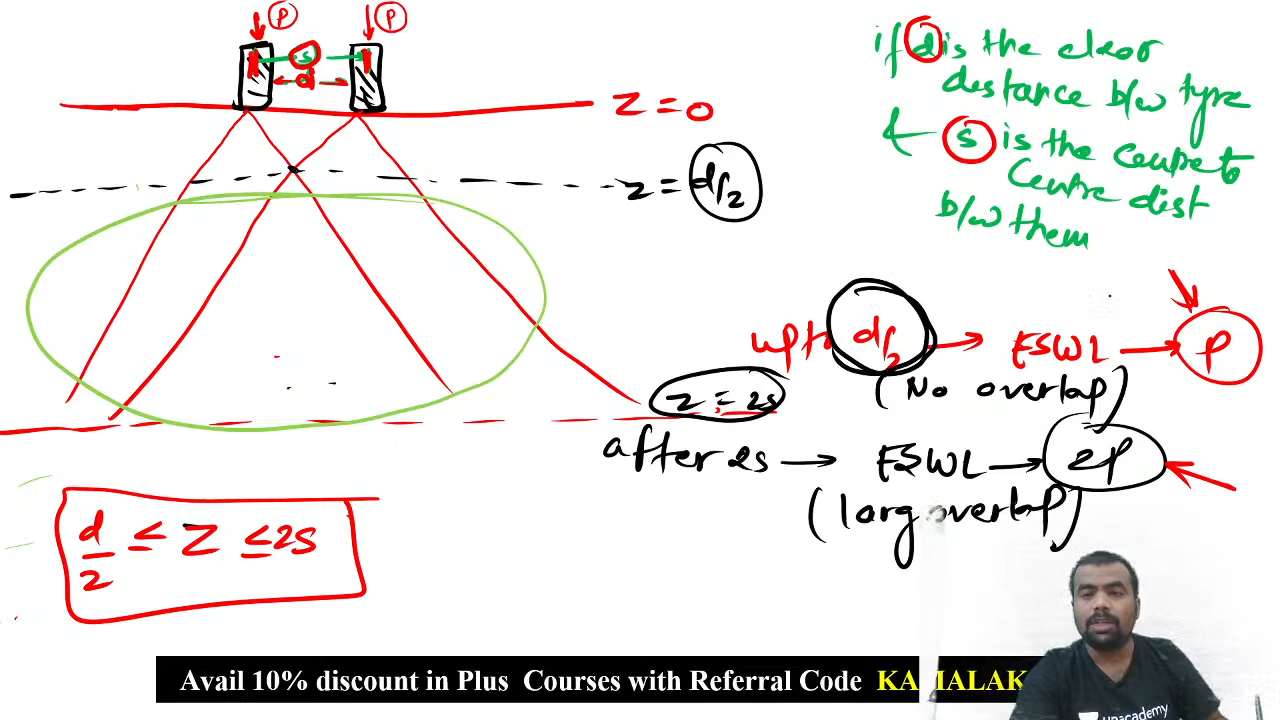 P P
s
d
Z = 0
Z = d/2
if d is the clear
distance b/w tyre
& s is the centre to
centre dist
b/w them
upto d/2 → ESWL → P
(No overlap)
Z = 2s
after 2s → ESWL → 2P
(large overlap)
d/2 ≤ Z ≤ 2S
Avail 10% discount in Plus Courses with Referral Code